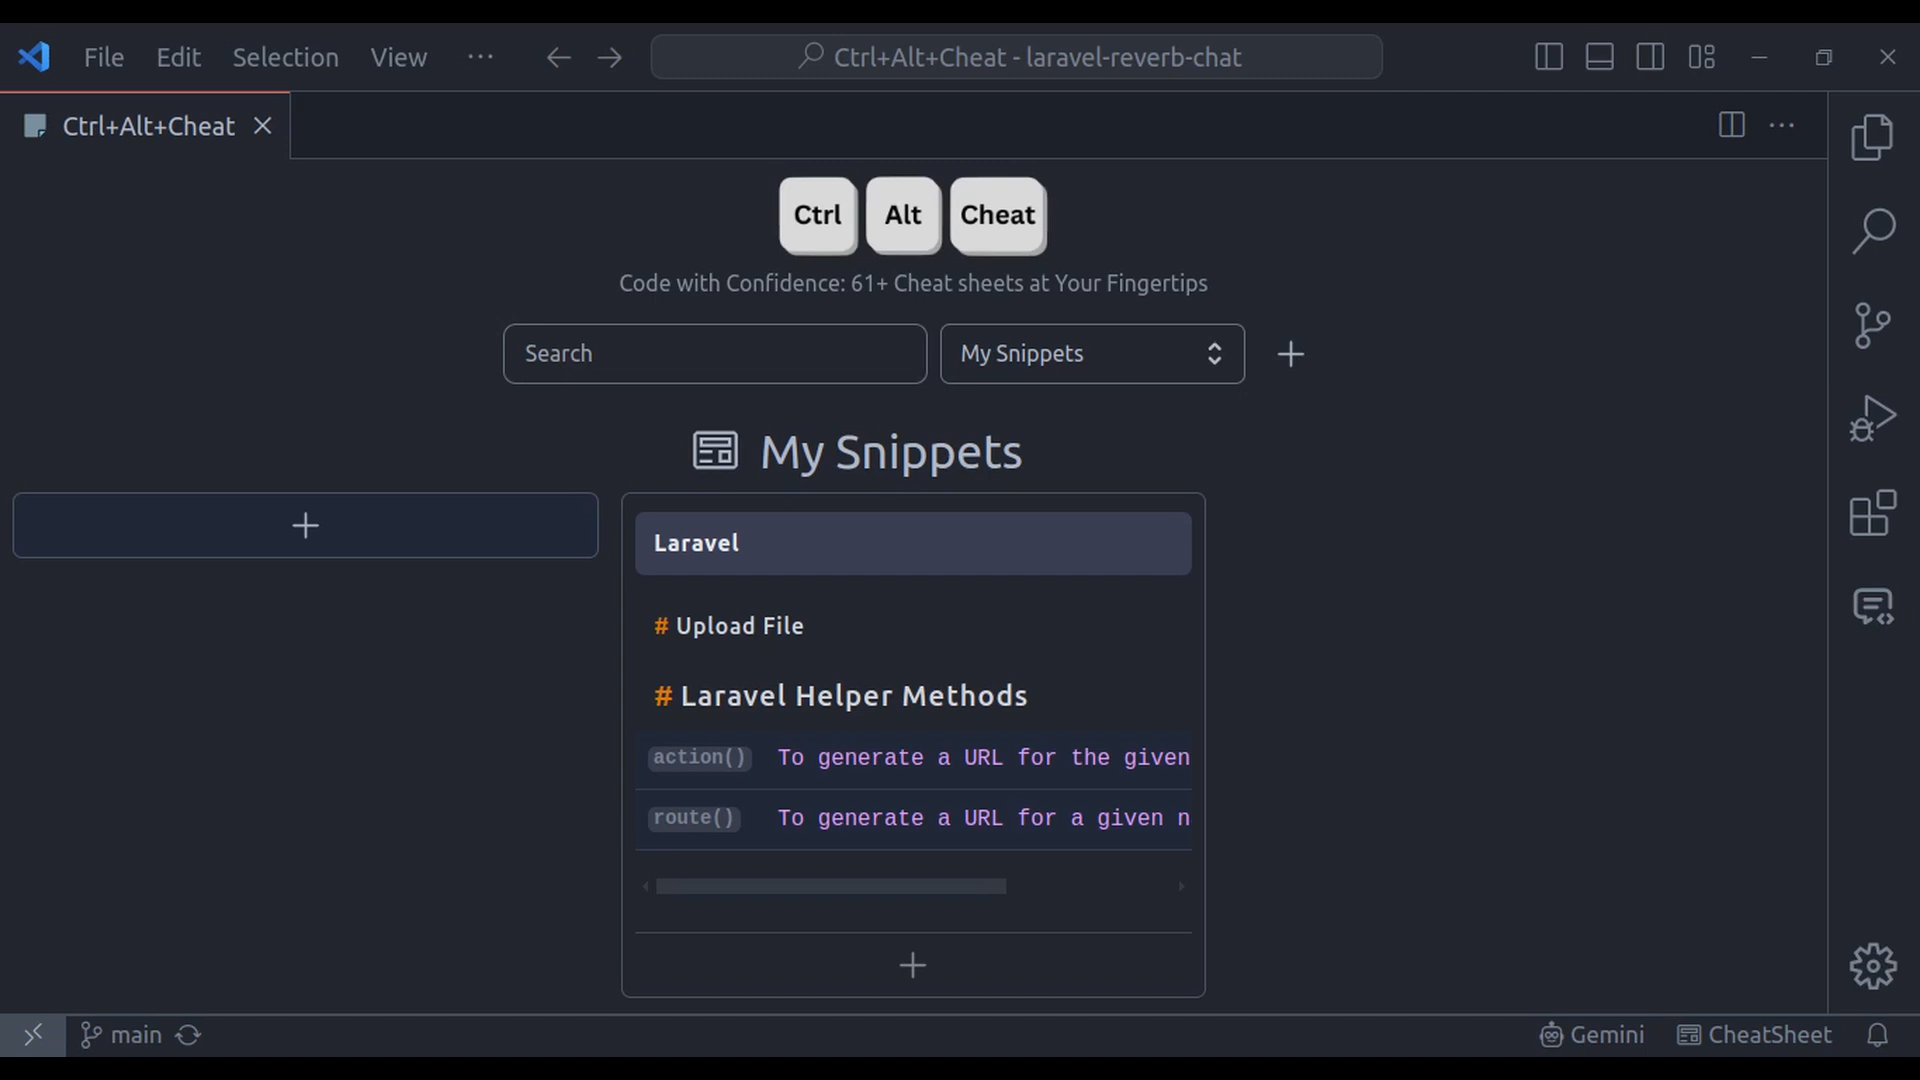 File Edit Selection View ··· Ctrl+Alt+Cheat - laravel-reverb-chat
Ctrl+Alt+Cheat
Ctrl Alt Cheat
Code with Confidence: 61+ Cheat sheets at Your Fingertips
Search My Snippets
My Snippets
Laravel
# Upload File
# Laravel Helper Methods
action() To generate a URL for the given
route() To generate a URL for a given n
main Gemini CheatSheet